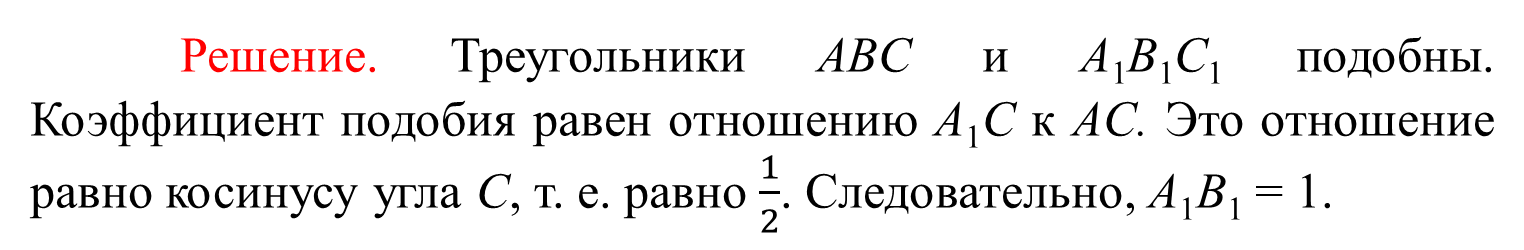 Решение. Треугольники ABC и A₁B₁C₁ подобны.
Коэффициент подобия равен отношению A₁C к AC. Это отношение
равно косинусу угла C, т. е. равно 1/2. Следовательно, A₁B₁ = 1.